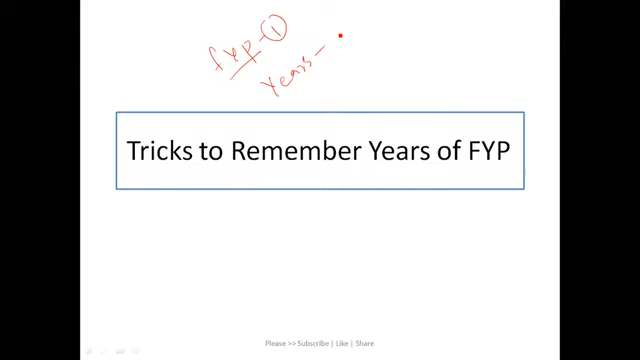 FYP - 1
Years -
Tricks to Remember Years of FYP
Please >> Subscribe | Like | Share